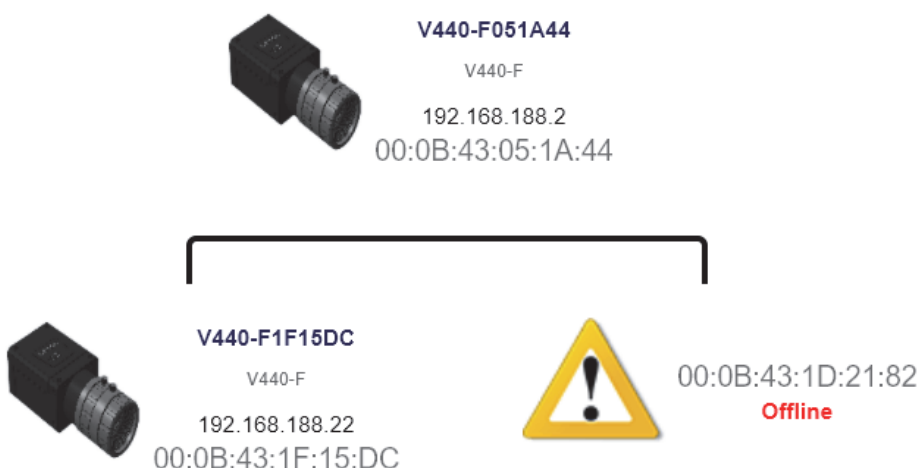 V440-F051A44
V440-F
192.168.188.2
00:0B:43:05:1A:44
V440-F1F15DC
V440-F
192.168.188.22
00:0B:43:1F:15:DC
00:0B:43:1D:21:82
Offline